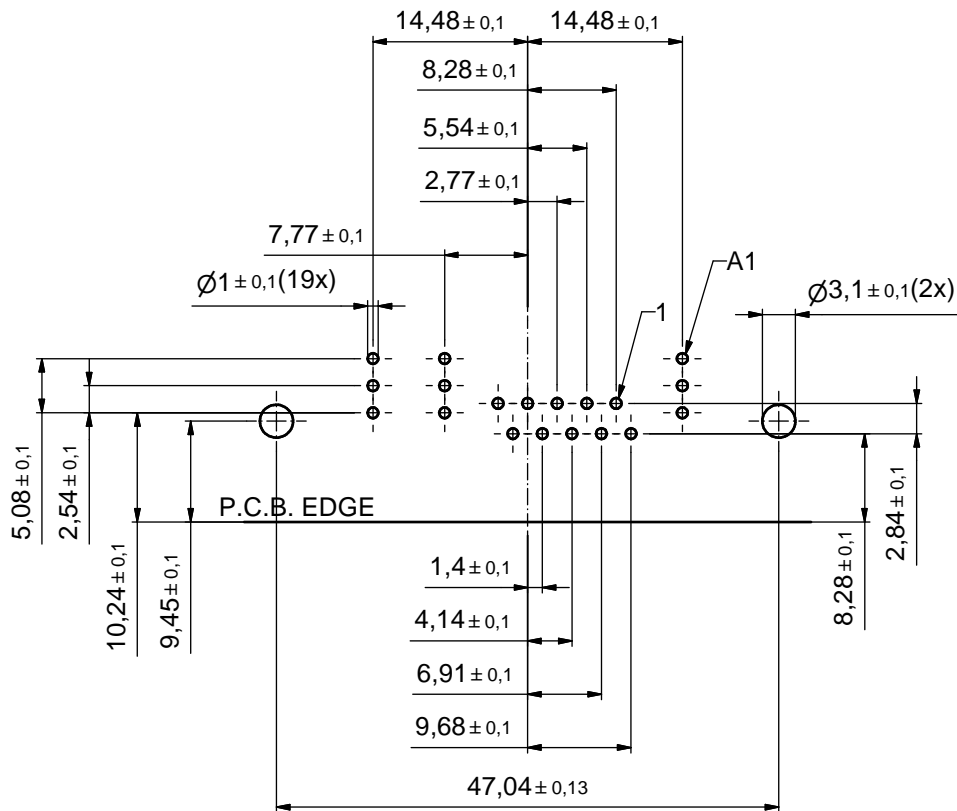 14,48 ± 0,1
14,48 ± 0,1
8,28 ± 0,1
5,54 ± 0,1
2,77 ± 0,1
7,77 ± 0,1
A1
Ø1 ± 0,1(19x)
Ø3,1 ± 0,1(2x)
1
5,08 ± 0,1
2,54 ± 0,1
10,24 ± 0,1
9,45 ± 0,1
P.C.B. EDGE
8,28 ± 0,1
2,84 ± 0,1
1,4 ± 0,1
4,14 ± 0,1
6,91 ± 0,1
9,68 ± 0,1
47,04 ± 0,13